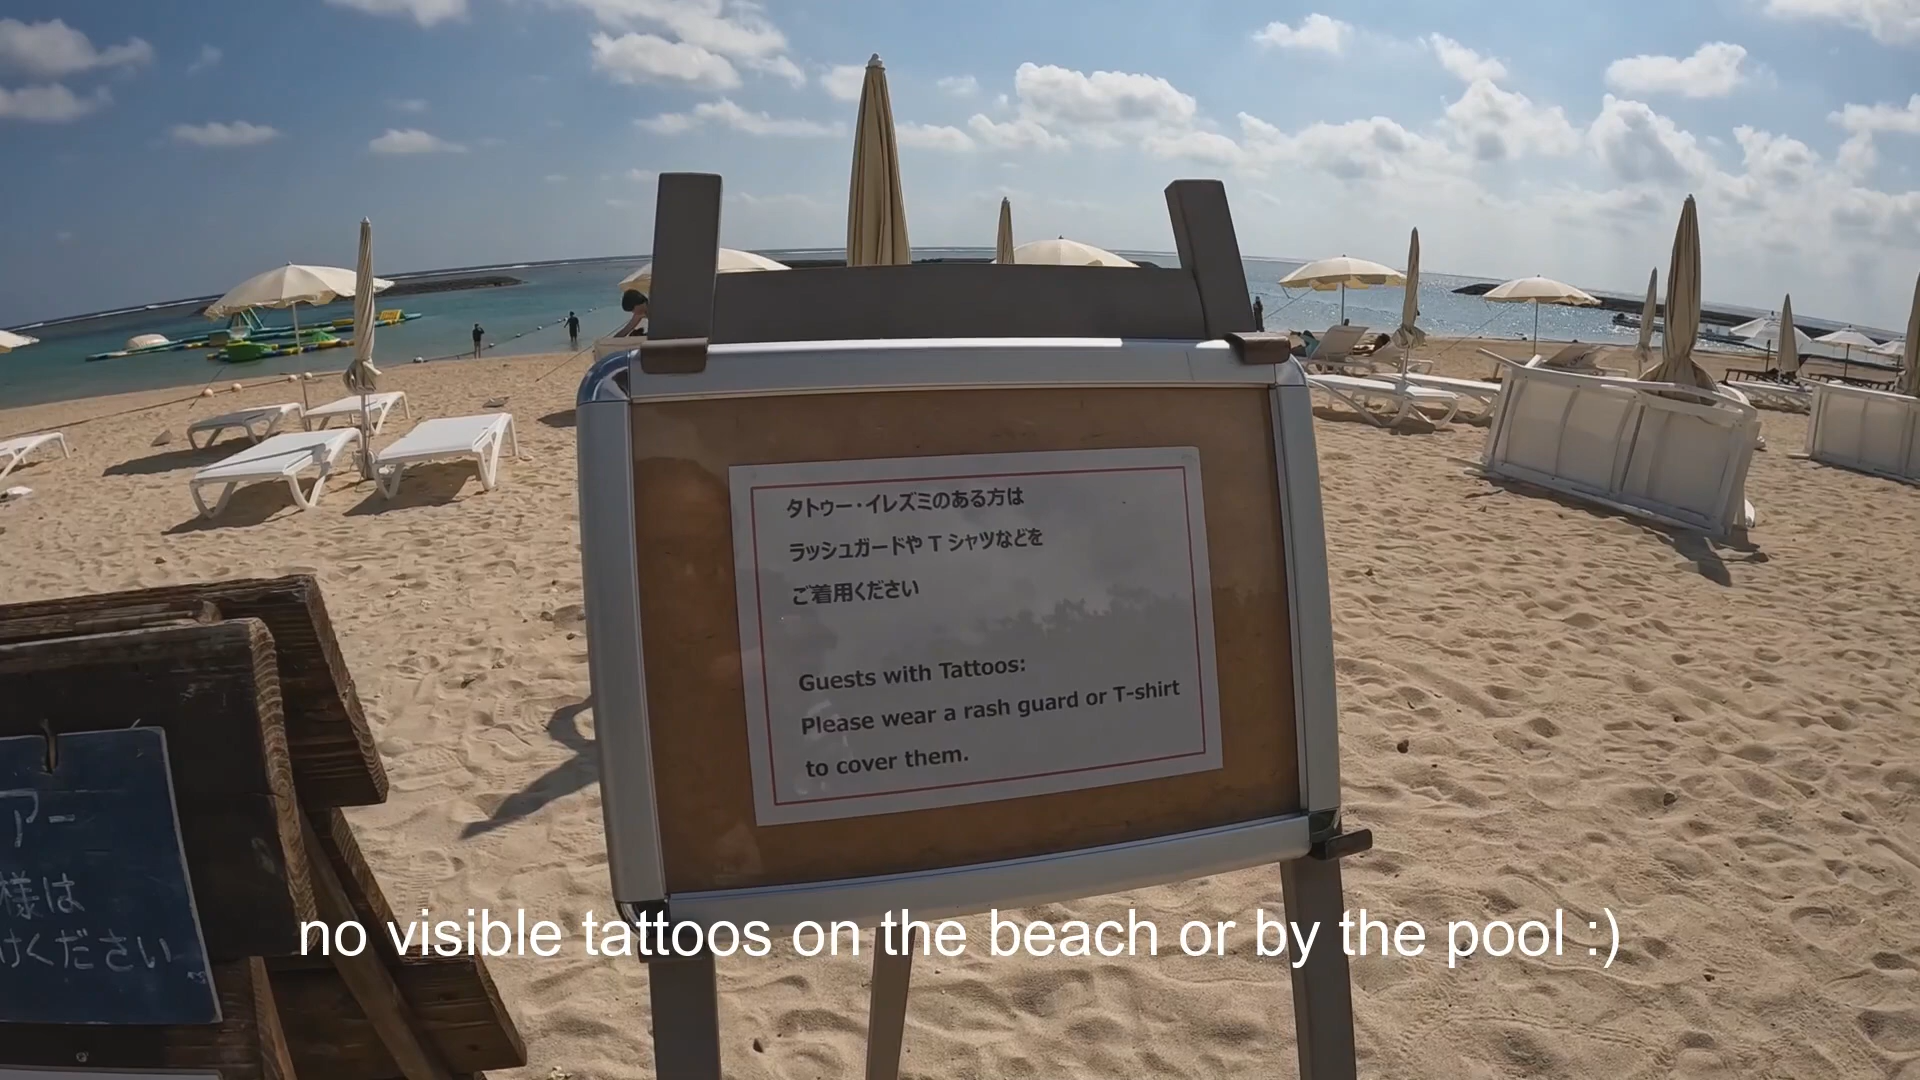 タトゥー・イレズミのある方は
ラッシュガードや T シャツなどを
ご着用ください
Guests with Tattoos:
Please wear a rash guard or T-shirt
to cover them.
アー
様は
けください
no visible tattoos on the beach or by the pool :)